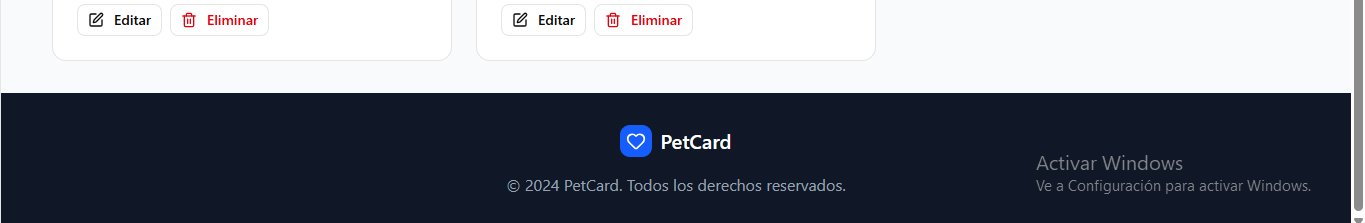 Editar Eliminar Editar Eliminar
PetCard
© 2024 PetCard. Todos los derechos reservados.
Activar Windows
Ve a Configuración para activar Windows.